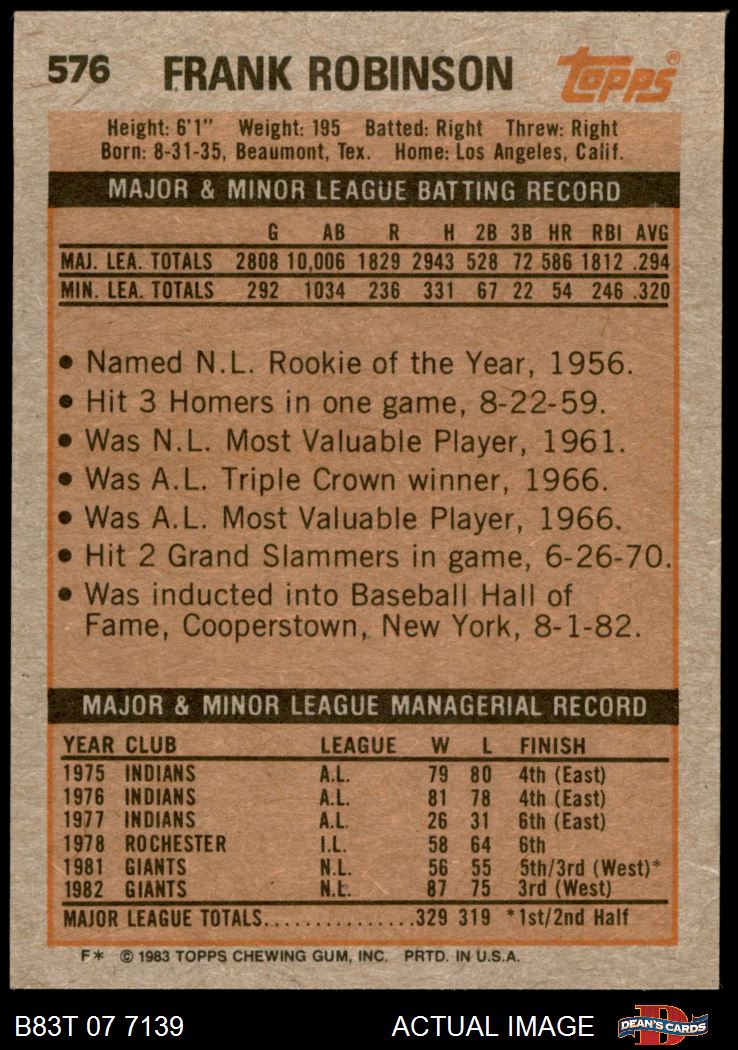 576 FRANK ROBINSON Topps®
Height: 6'1" Weight: 195 Batted: Right Threw: Right
Born: 8-31-35, Beaumont, Tex. Home: Los Angeles, Calif.
MAJOR & MINOR LEAGUE BATTING RECORD
G AB R H 2B 3B HR RBI AVG
MAJ. LEA. TOTALS 2808 10,006 1829 2943 528 72 586 1812 .294
MIN. LEA. TOTALS 292 1034 236 331 67 22 54 246 .320
• Named N.L. Rookie of the Year, 1956.
• Hit 3 Homers in one game, 8-22-59.
• Was N.L. Most Valuable Player, 1961.
• Was A.L. Triple Crown winner, 1966.
• Was A.L. Most Valuable Player, 1966.
• Hit 2 Grand Slammers in game, 6-26-70.
• Was inducted into Baseball Hall of
Fame, Cooperstown, New York, 8-1-82.
MAJOR & MINOR LEAGUE MANAGERIAL RECORD
YEAR CLUB LEAGUE W L FINISH
1975 INDIANS A.L. 79 80 4th (East)
1976 INDIANS A.L. 81 78 4th (East)
1977 INDIANS A.L. 26 31 6th (East)
1978 ROCHESTER I.L. 58 64 6th
1981 GIANTS N.L. 56 55 5th/3rd (West)*
1982 GIANTS N.L. 87 75 3rd (West)
MAJOR LEAGUE TOTALS...............329 319 *1st/2nd Half
F* © 1983 TOPPS CHEWING GUM, INC. PRTD. IN U.S.A.
B83T 07 7139 ACTUAL IMAGE D DEAN'S CARDS